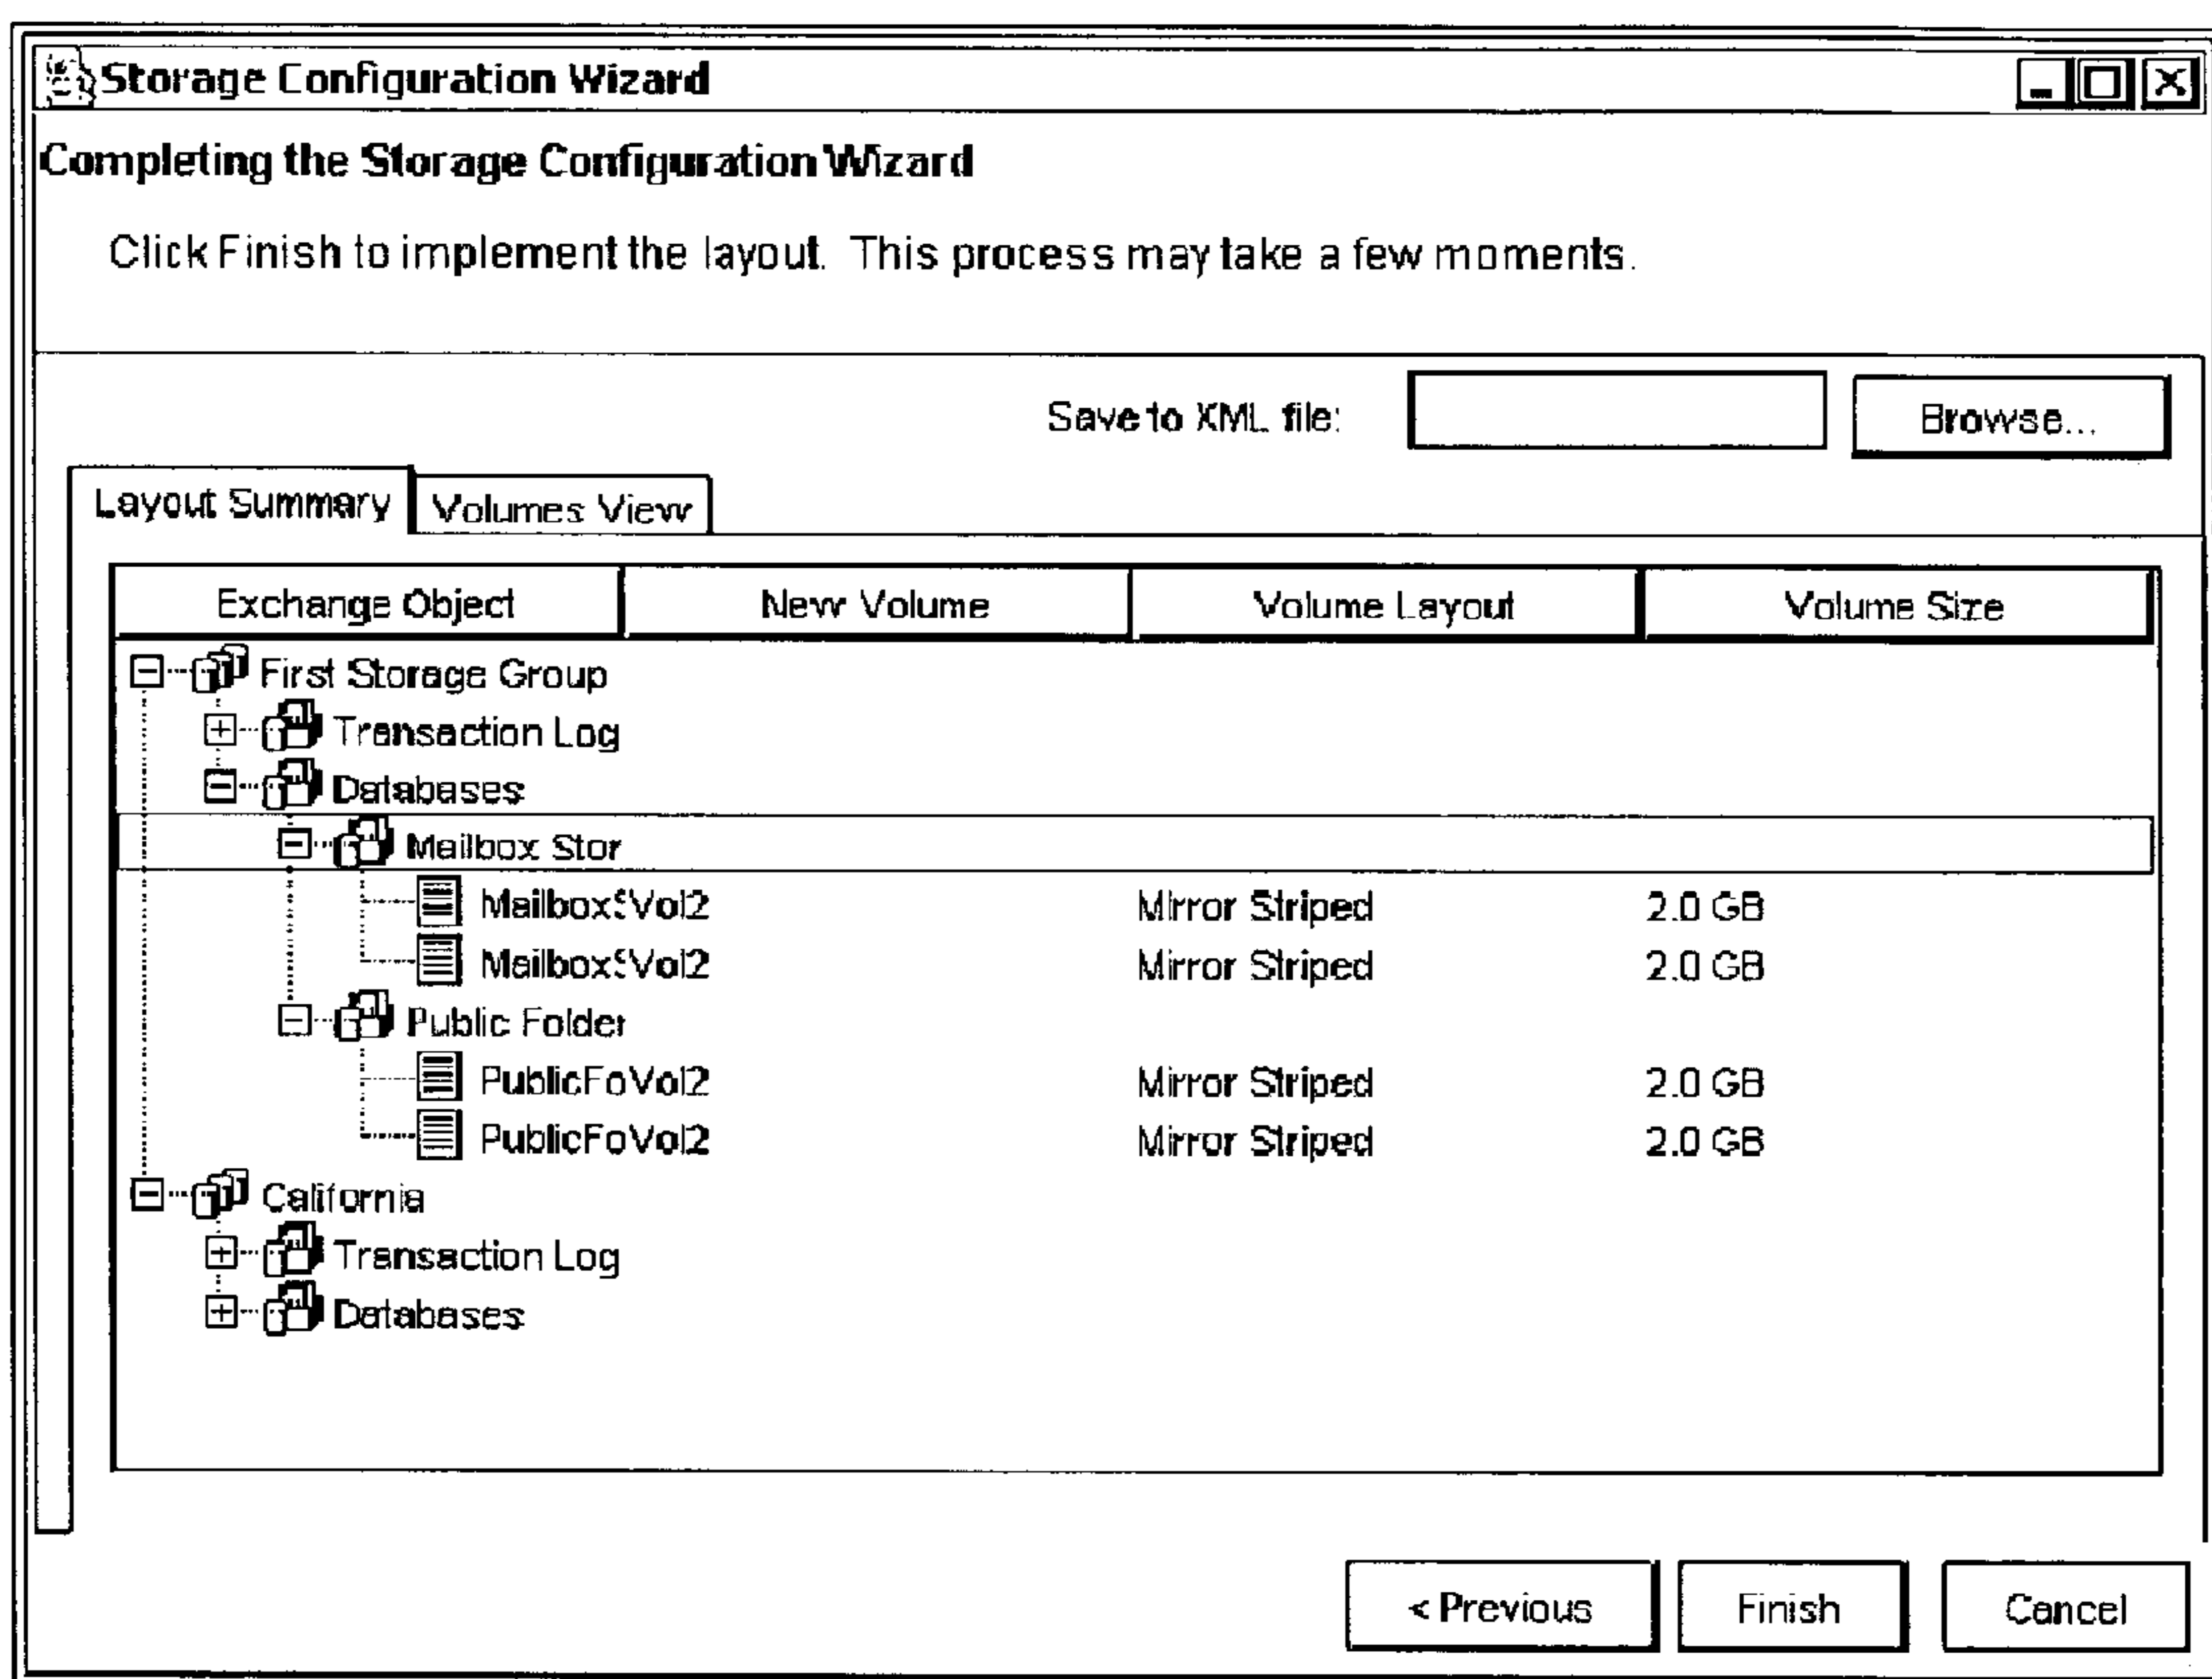 Storage Configuration Wizard
Completing the Storage Configuration Wizard
Click Finish to implement the layout. This process may take a few moments.
Save to XML file: Browse...
Layout Summary Volumes View
Exchange Object New Volume Volume Layout Volume Size
First Storage Group
Transaction Log
Databases
Mailbox Stor
MailboxSVol2 Mirror Striped 2.0 GB
MailboxSVol2 Mirror Striped 2.0 GB
Public Folder
PublicFoVol2 Mirror Striped 2.0 GB
PublicFoVol2 Mirror Striped 2.0 GB
California
Transaction Log
Databases
< Previous Finish Cancel